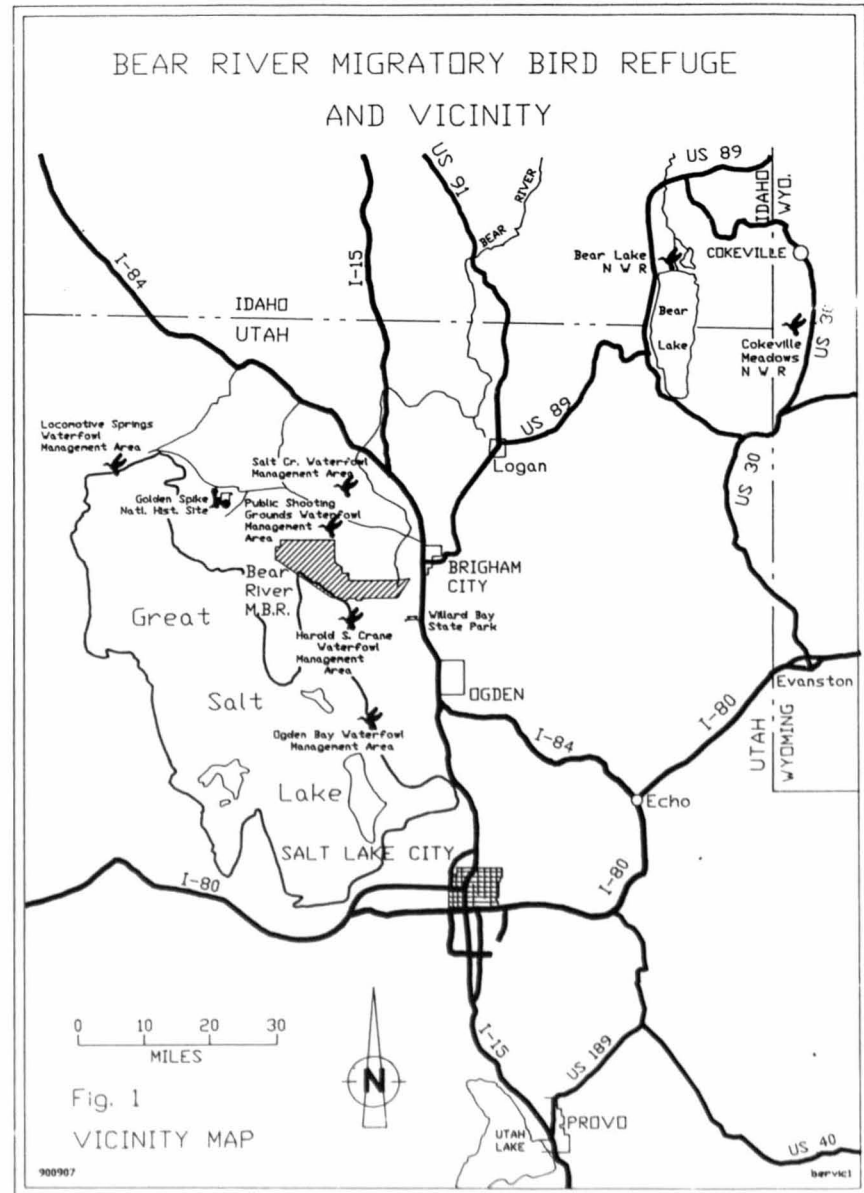 BEAR RIVER MIGRATORY BIRD REFUGE
AND VICINITY
US 89
US 91
BEAR RIVER
I-15
I-84
IDAHO
WYO.
Bear Lake
N W R
COKEVILLE
IDAHO
UTAH
Bear
Lake
Cokeville
Meadows
N W R
US 30
Locomotive Springs
Waterfowl
Management Area
Salt Cr. Waterfowl
Management Area
US 89
Logan
US 30
Golden Spike
Natl. Hist. Site
Public Shooting
Grounds Waterfowl
Management
Area
Bear
River
M.B.R.
BRIGHAM
CITY
Great
Willard Bay
State Park
Harold S. Crane
Waterfowl
Management
Area
OGDEN
Evanston
Salt
I-80
Ogden Bay Waterfowl
Management Area
I-84
UTAH
WYOMING
Lake
Echo
SALT LAKE CITY
I-80
I-80
0 10 20 30
MILES
N
I-15
US 189
Fig. 1
VICINITY MAP
UTAH
LAKE
PROVO
US 40
900907
bervic1